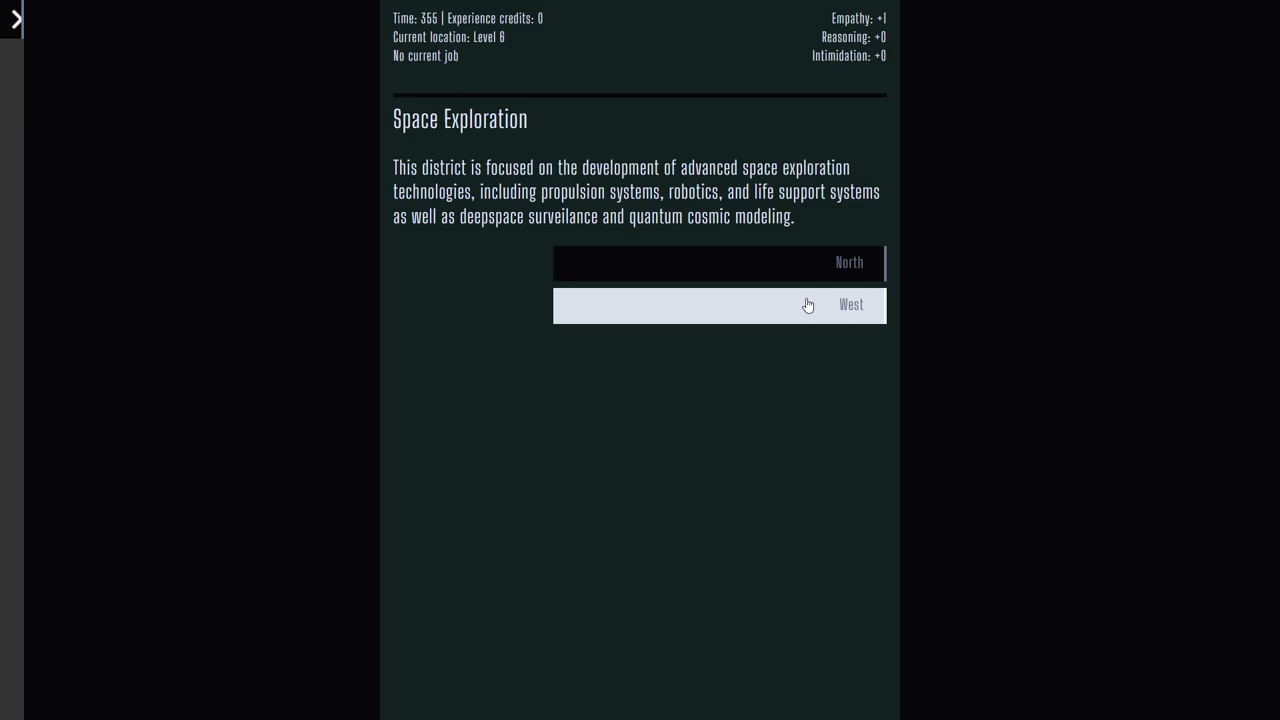 Time: 355 | Experience credits: 0
Empathy: +1
Current location: Level 6
Reasoning: +0
No current job
Intimidation: +0
Space Exploration
This district is focused on the development of advanced space exploration
technologies, including propulsion systems, robotics, and life support systems
as well as deepspace surveilance and quantum cosmic modeling.
North
West